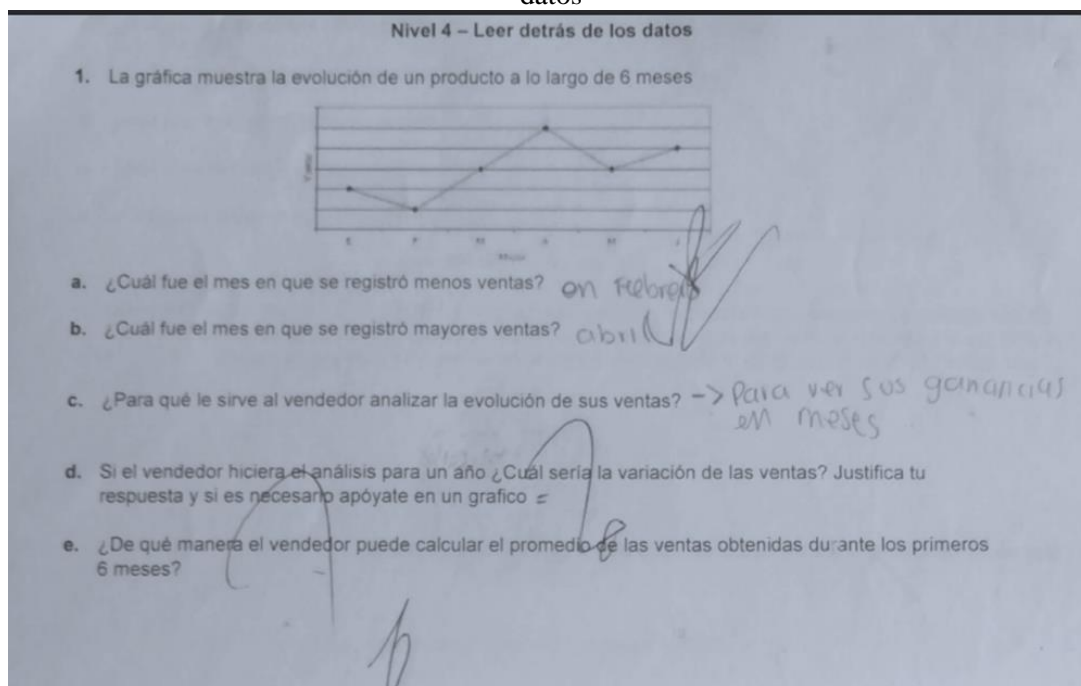 datos
Nivel 4 – Leer detrás de los datos
1. La gráfica muestra la evolución de un producto a lo largo de 6 meses
E F M A M J
a. ¿Cuál fue el mes en que se registró menos ventas? en Febrero
b. ¿Cuál fue el mes en que se registró mayores ventas? abril
c. ¿Para qué le sirve al vendedor analizar la evolución de sus ventas? -> Para ver sus ganancias
en meses
d. Si el vendedor hiciera el análisis para un año ¿Cuál sería la variación de las ventas? Justifica tu
respuesta y si es necesario apóyate en un grafico =
e. ¿De qué manera el vendedor puede calcular el promedio de las ventas obtenidas durante los primeros
6 meses?